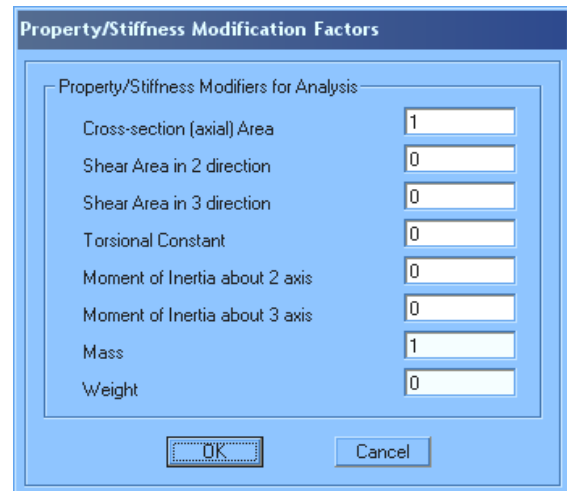 Property/Stiffness Modification Factors
Property/Stiffness Modifiers for Analysis
Cross-section (axial) Area 1
Shear Area in 2 direction 0
Shear Area in 3 direction 0
Torsional Constant 0
Moment of Inertia about 2 axis 0
Moment of Inertia about 3 axis 0
Mass 1
Weight 0
OK Cancel